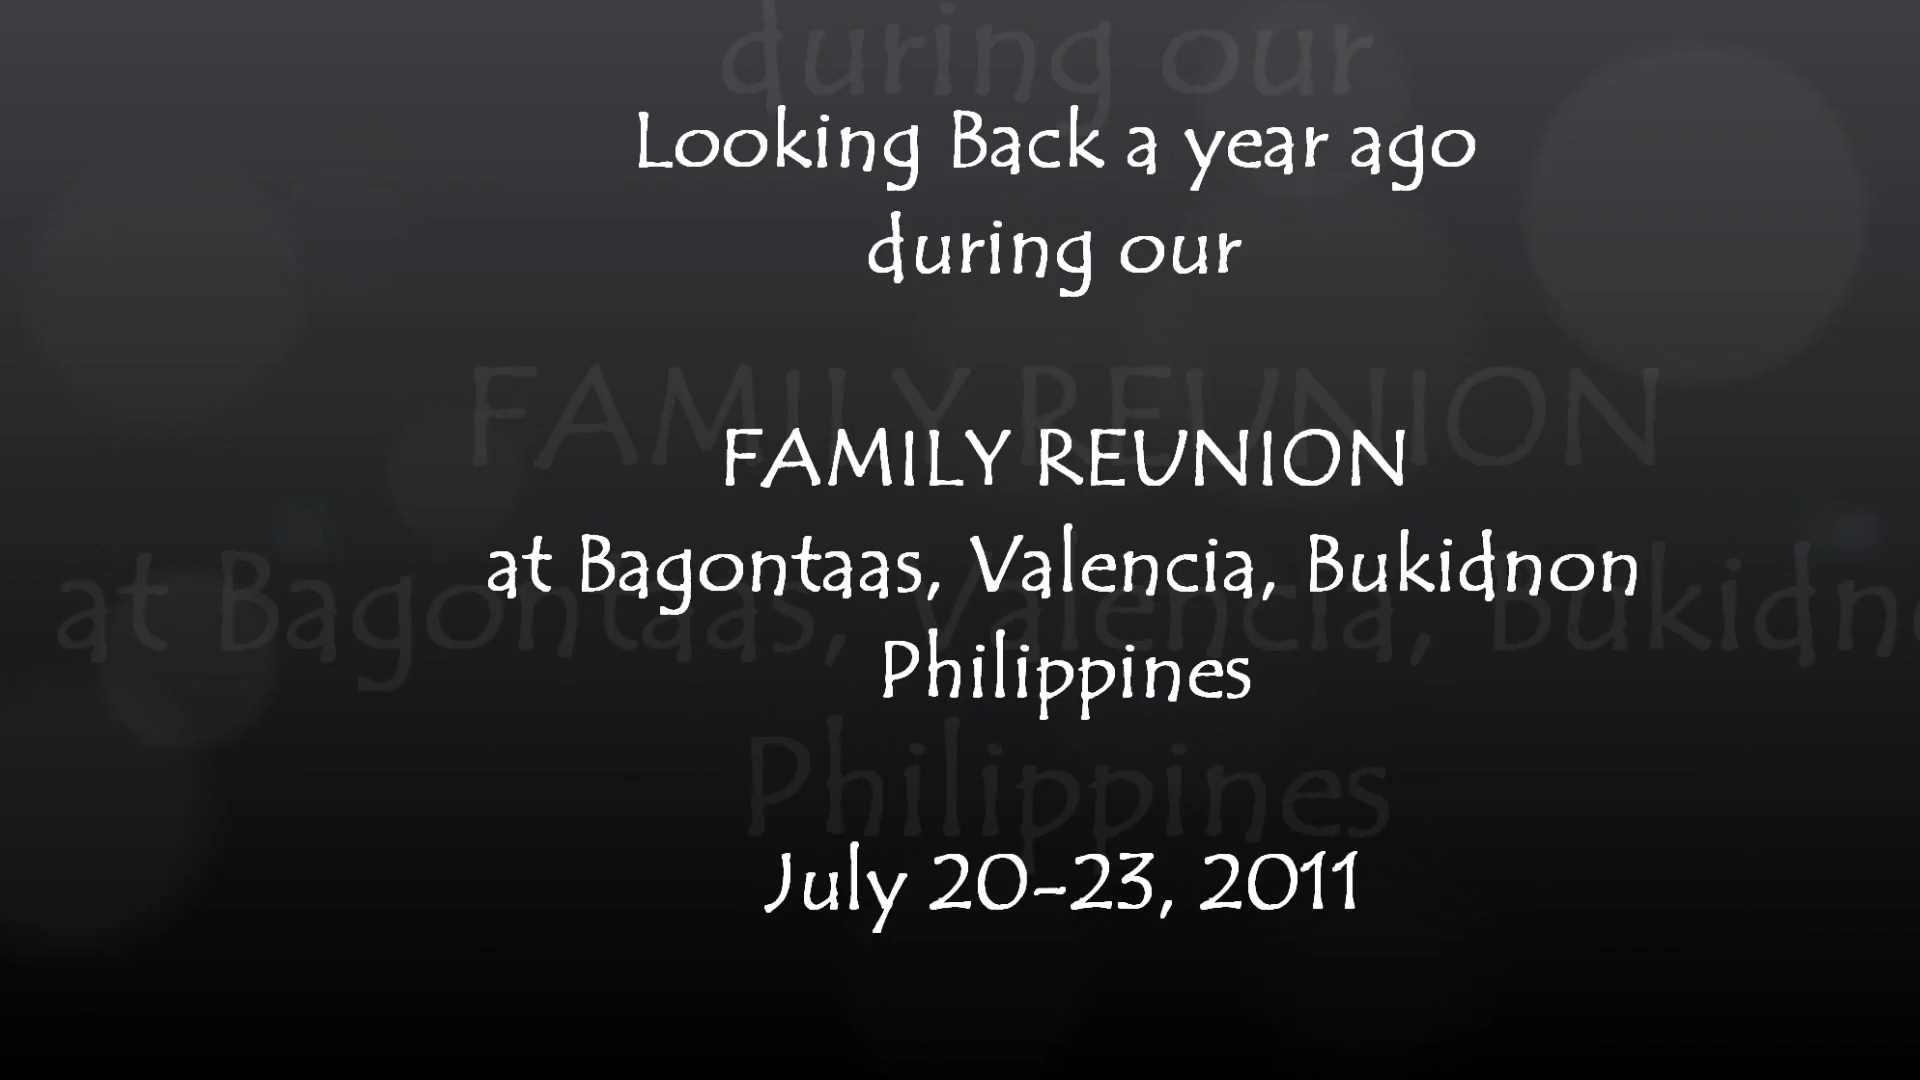 Looking Back a year ago
during our
FAMILY REUNION
at Bagontaas, Valencia, Bukidnon
Philippines
July 20-23, 2011